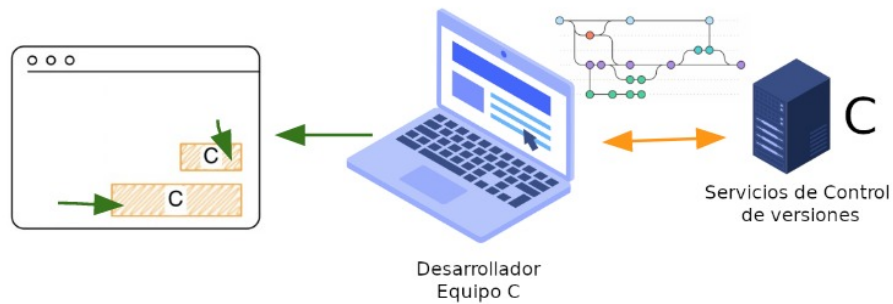 C
C
C
Servicios de Control
de versiones
Desarrollador
Equipo C